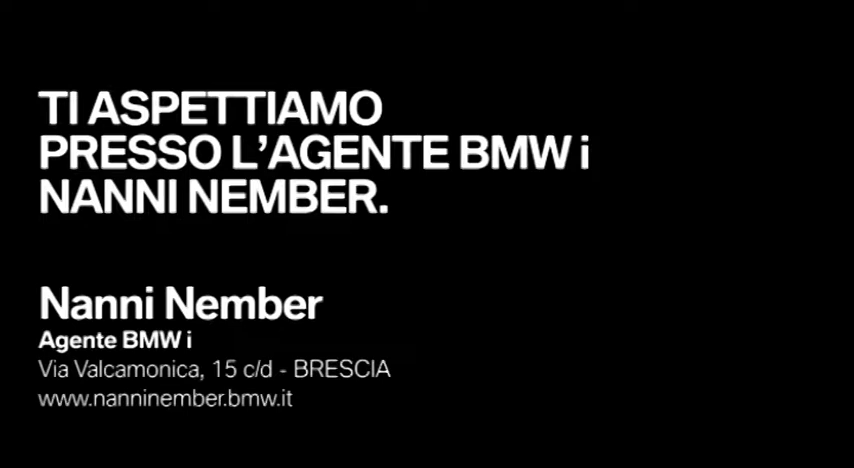 TI ASPETTIAMO
PRESSO L’AGENTE BMW i
NANNI NEMBER.
Nanni Nember
Agente BMW i
Via Valcamonica, 15 c/d - BRESCIA
www.nanninember.bmw.it